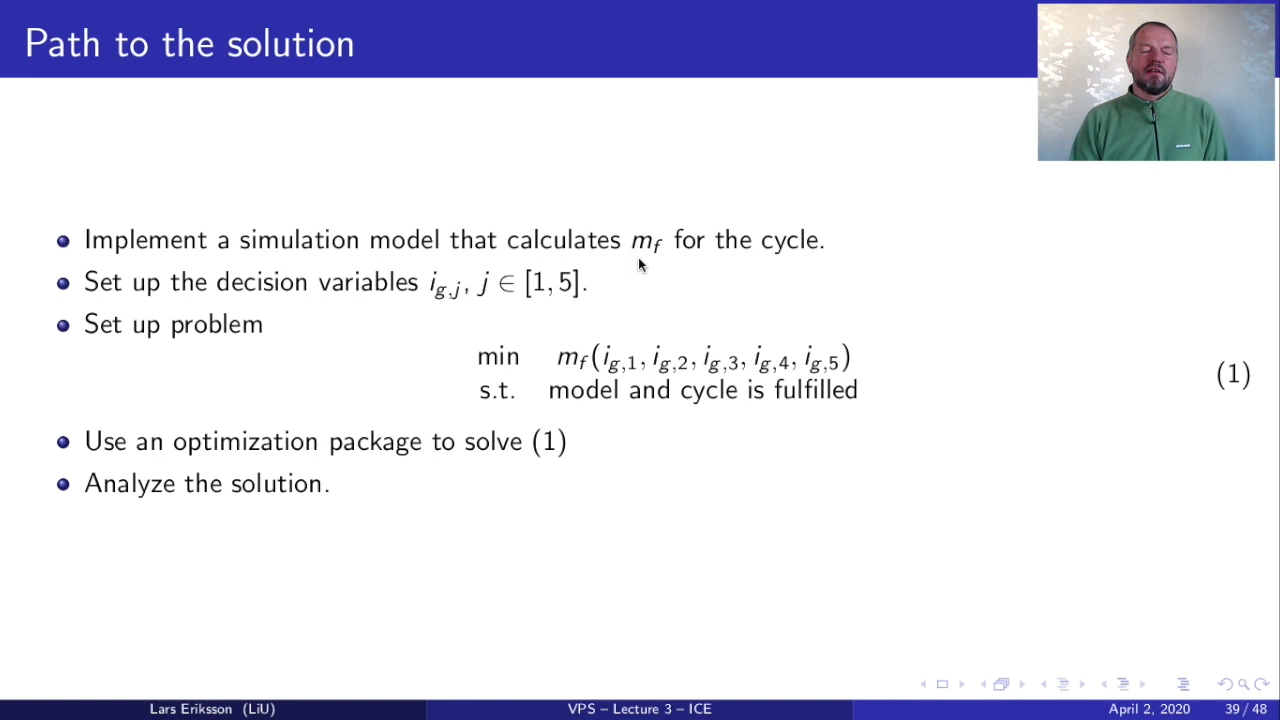 Path to the solution
Implement a simulation model that calculates m_f for the cycle.
Set up the decision variables i_{g,j}, j ∈ [1, 5].
Set up problem
min m_f(i_{g,1}, i_{g,2}, i_{g,3}, i_{g,4}, i_{g,5})
s.t. model and cycle is fulfilled
(1)
Use an optimization package to solve (1)
Analyze the solution.
Lars Eriksson (LiU) VPS – Lecture 3 – ICE April 2, 2020 39 / 48